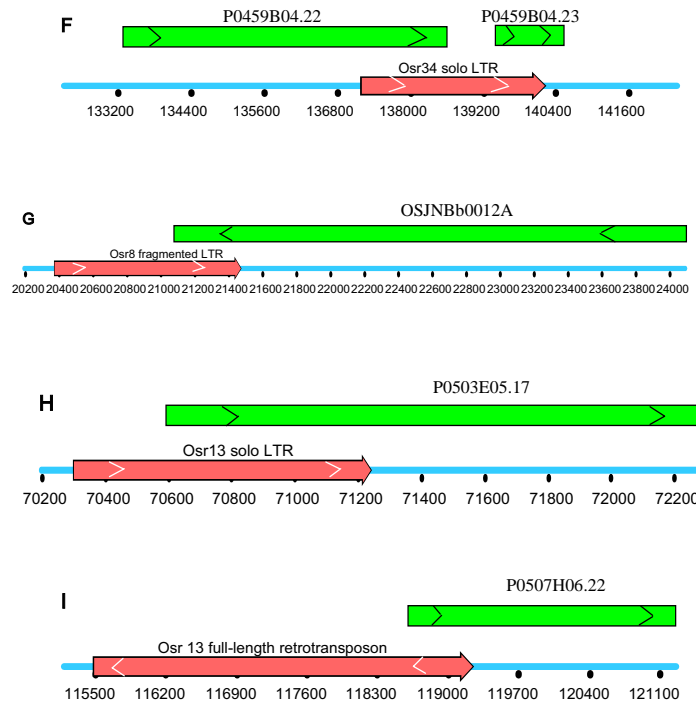 F P0459B04.22 P0459B04.23
Osr34 solo LTR
133200 134400 135600 136800 138000 139200 140400 141600
G OSJNBb0012A
Osr8 fragmented LTR
20200 20400 20600 20800 21000 21200 21400 21600 21800 22000 22200 22400 22600 22800 23000 23200 23400 23600 23800 24000
H P0503E05.17
Osr13 solo LTR
70200 70400 70600 70800 71000 71200 71400 71600 71800 72000 72200
I P0507H06.22
Osr 13 full-length retrotransposon
115500 116200 116900 117600 118300 119000 119700 120400 121100